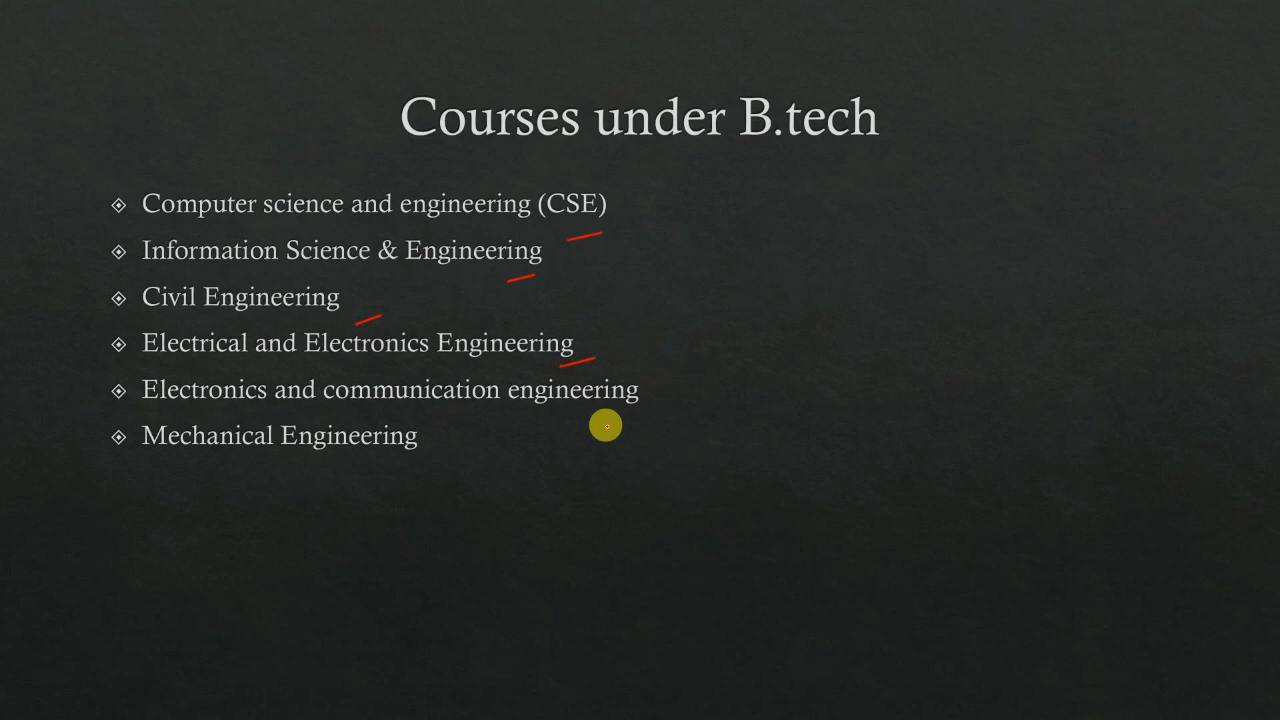 Courses under B.tech
Computer science and engineering (CSE)
Information Science & Engineering
Civil Engineering
Electrical and Electronics Engineering
Electronics and communication engineering
Mechanical Engineering